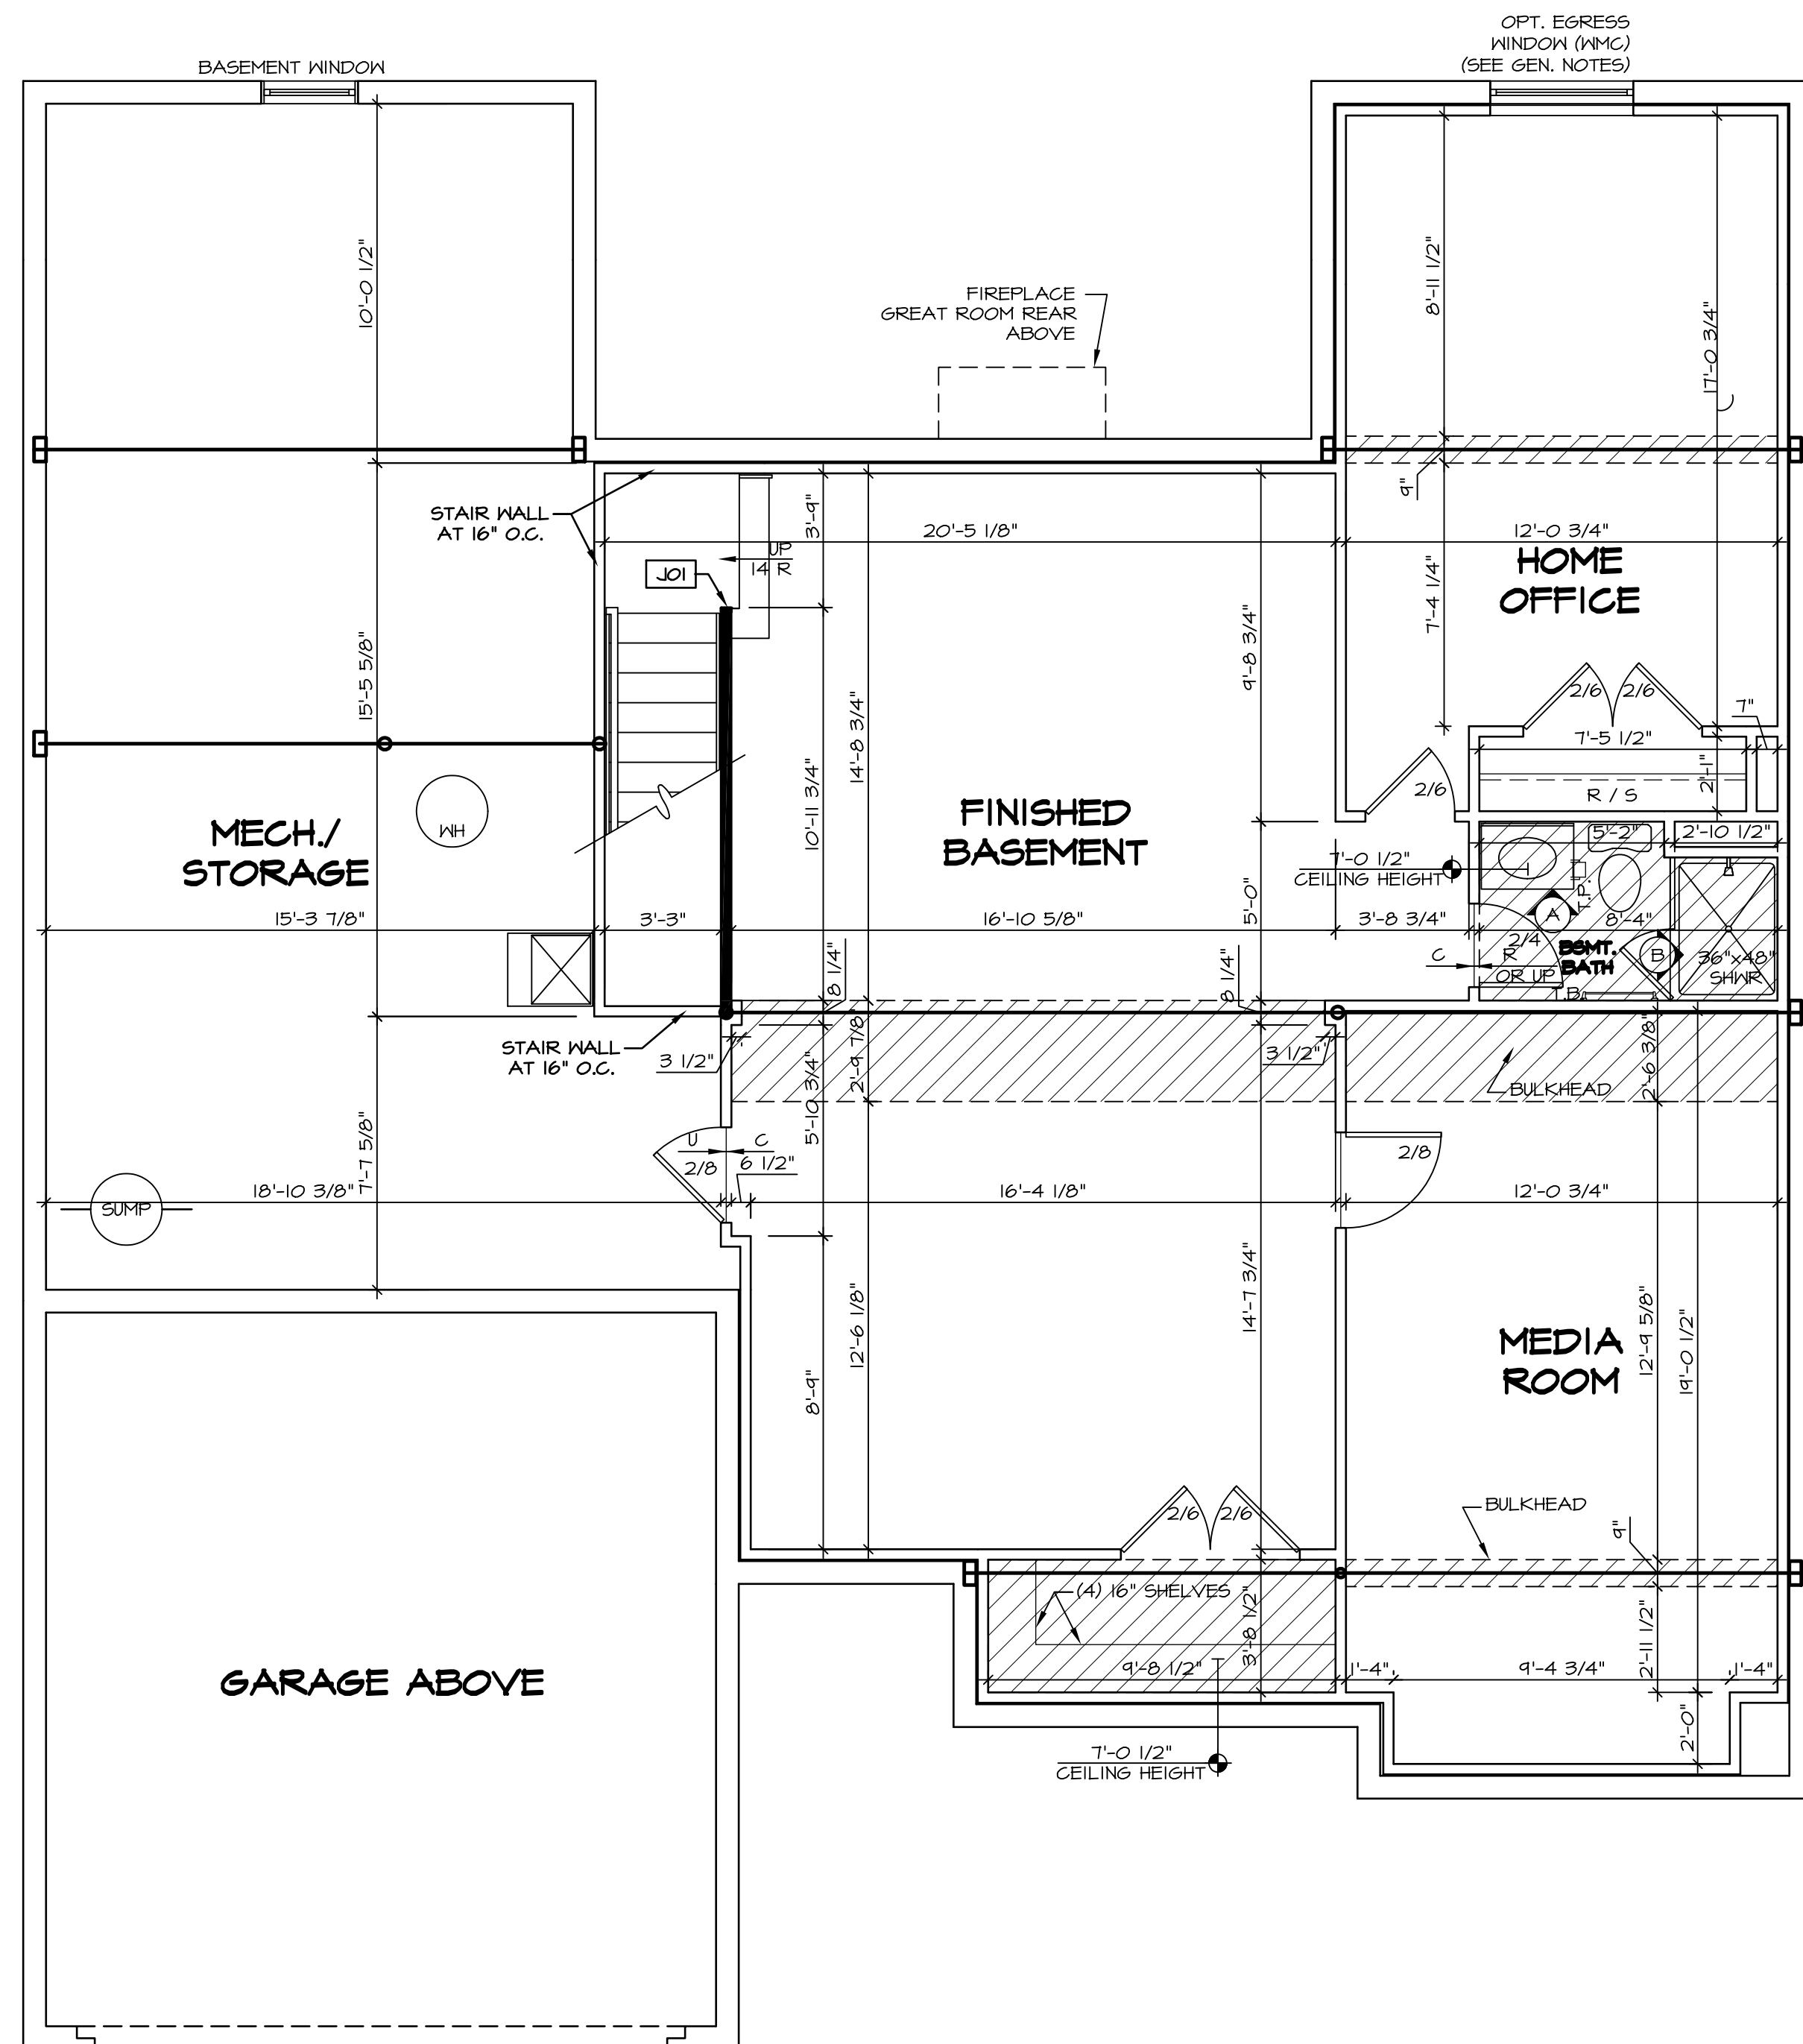 OPT. EGRESS
WINDOW (WMC)
(SEE GEN. NOTES)
BASEMENT WINDOW
10'-0 1/2"
8'-11 1/2"
17'-0 3/4"
FIREPLACE
GREAT ROOM REAR
ABOVE
9"
STAIR WALL
AT 16" O.C.
3'-9"
20'-5 1/8"
12'-0 3/4"
UP
14 R
J01
HOME
OFFICE
7'-4 1/4"
9'-8 3/4"
15'-5 5/8"
14'-8 3/4"
10'-11 3/4"
2/6
2/6
7"
7'-5 1/2"
2'-1"
R / S
2/6
MECH./
STORAGE
WH
FINISHED
BASEMENT
7'-0 1/2"
CEILING HEIGHT
5'-2"
2'-10 1/2"
T.P.
A
8'-4"
15'-3 7/8"
3'-3"
16'-10 5/8"
5'-0"
3'-8 3/4"
2/4
C
R
OR UP
BSMT.
BATH
B
36"x48"
SHWR
T.B.
8 1/4"
8 1/4"
STAIR WALL
AT 16" O.C.
3 1/2"
3 1/2"
2'-9 7/8"
2'-6 3/8"
BULKHEAD
5'-10 3/4"
7'-7 5/8"
U
C
2/8
6 1/2"
2/8
18'-10 3/8"
16'-4 1/8"
12'-0 3/4"
SUMP
14'-7 3/4"
12'-6 1/8"
8'-9"
12'-9 5/8"
19'-0 1/2"
MEDIA
ROOM
2/6
2/6
BULKHEAD
9"
(4) 16" SHELVES
3'-8 1/2"
2'-11 1/2"
9'-8 1/2"
1'-4"
9'-4 3/4"
1'-4"
GARAGE ABOVE
2'-0"
7'-0 1/2"
CEILING HEIGHT